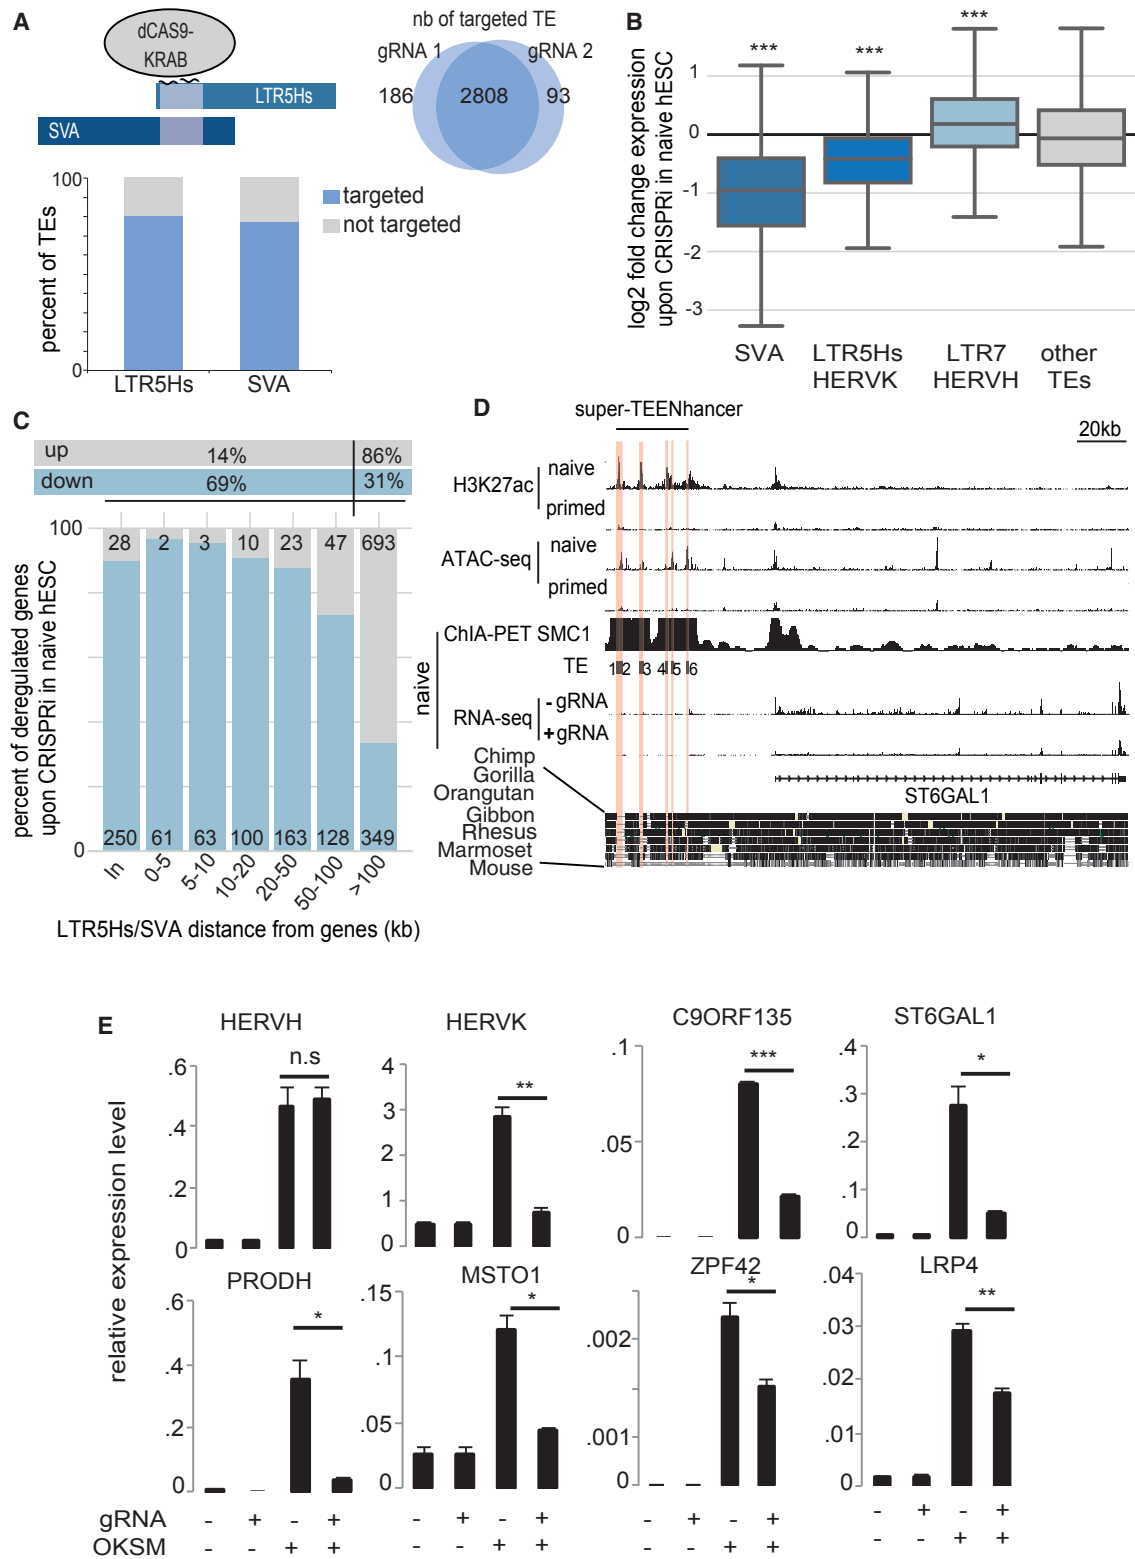 A
dCAS9-
KRAB
LTR5Hs
SVA
nb of targeted TE
gRNA 1
gRNA 2
186
2808
93
targeted
not targeted
percent of TEs
100
0
LTR5Hs
SVA
B
log2 fold change expression
upon CRISPRi in naive hESC
1
0
-1
-2
-3
***
***
***
SVA
LTR5Hs
HERVK
LTR7
HERVH
other
TEs
C
up
14%
86%
down
69%
31%
percent of deregulated genes
upon CRISPRi in naive hESC
100
0
28
2
3
10
23
47
693
250
61
63
100
163
128
349
In
0-5
5-10
10-20
20-50
50-100
>100
LTR5Hs/SVA distance from genes (kb)
D
super-TEENhancer
20kb
H3K27ac
naive
primed
ATAC-seq
naive
primed
naive
ChIA-PET SMC1
TE
1
2
3
4
5
6
RNA-seq
- gRNA
+ gRNA
ST6GAL1
Chimp
Gorilla
Orangutan
Gibbon
Rhesus
Marmoset
Mouse
E
relative expression level
HERVH
.6
.4
.2
0
n.s
HERVK
4
3
2
1
0
**
C9ORF135
.1
.05
0
***
ST6GAL1
.4
.3
.2
.1
0
*
PRODH
.6
.4
.2
0
*
MSTO1
.15
.1
.05
0
*
ZPF42
.002
.001
0
*
LRP4
.04
.03
.02
.01
0
**
gRNA - + - + - + - + - + - + - + - +
OKSM - - + + - - + + - - + + - - + +